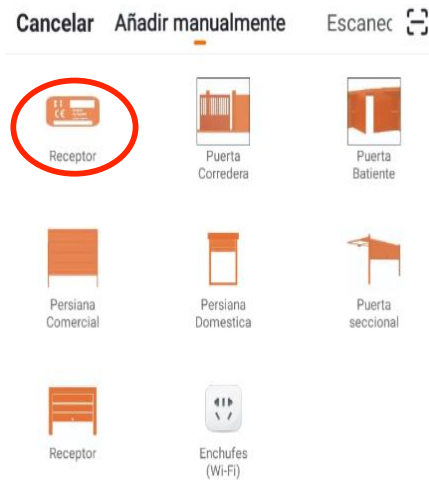 Cancelar Añadir manualmente Escanec
Receptor
Puerta
Corredera
Puerta
Batiente
Persiana
Comercial
Persiana
Domestica
Puerta
seccional
Receptor
Enchufes
(Wi-Fi)